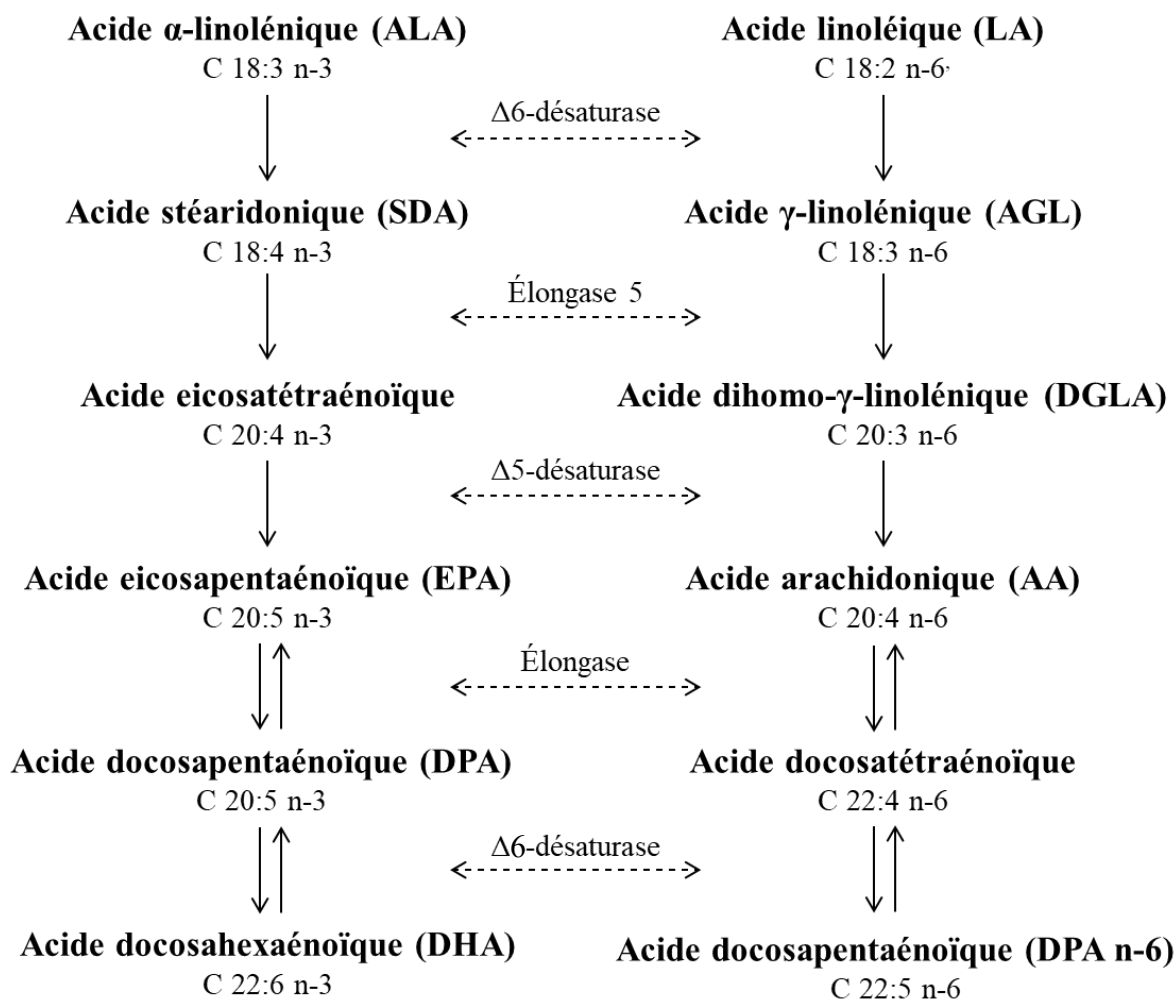 Acide α-linolénique (ALA)
C 18:3 n-3
Acide linoléique (LA)
C 18:2 n-6,
Δ6-désaturase
Acide stéaridonique (SDA)
C 18:4 n-3
Acide γ-linolénique (AGL)
C 18:3 n-6
Élongase 5
Acide eicosatétraénoïque
C 20:4 n-3
Acide dihomo-γ-linolénique (DGLA)
C 20:3 n-6
Δ5-désaturase
Acide eicosapentaénoïque (EPA)
C 20:5 n-3
Acide arachidonique (AA)
C 20:4 n-6
Élongase
Acide docosapentaénoïque (DPA)
C 20:5 n-3
Acide docosatétraénoïque
C 22:4 n-6
Δ6-désaturase
Acide docosahexaénoïque (DHA)
C 22:6 n-3
Acide docosapentaénoïque (DPA n-6)
C 22:5 n-6